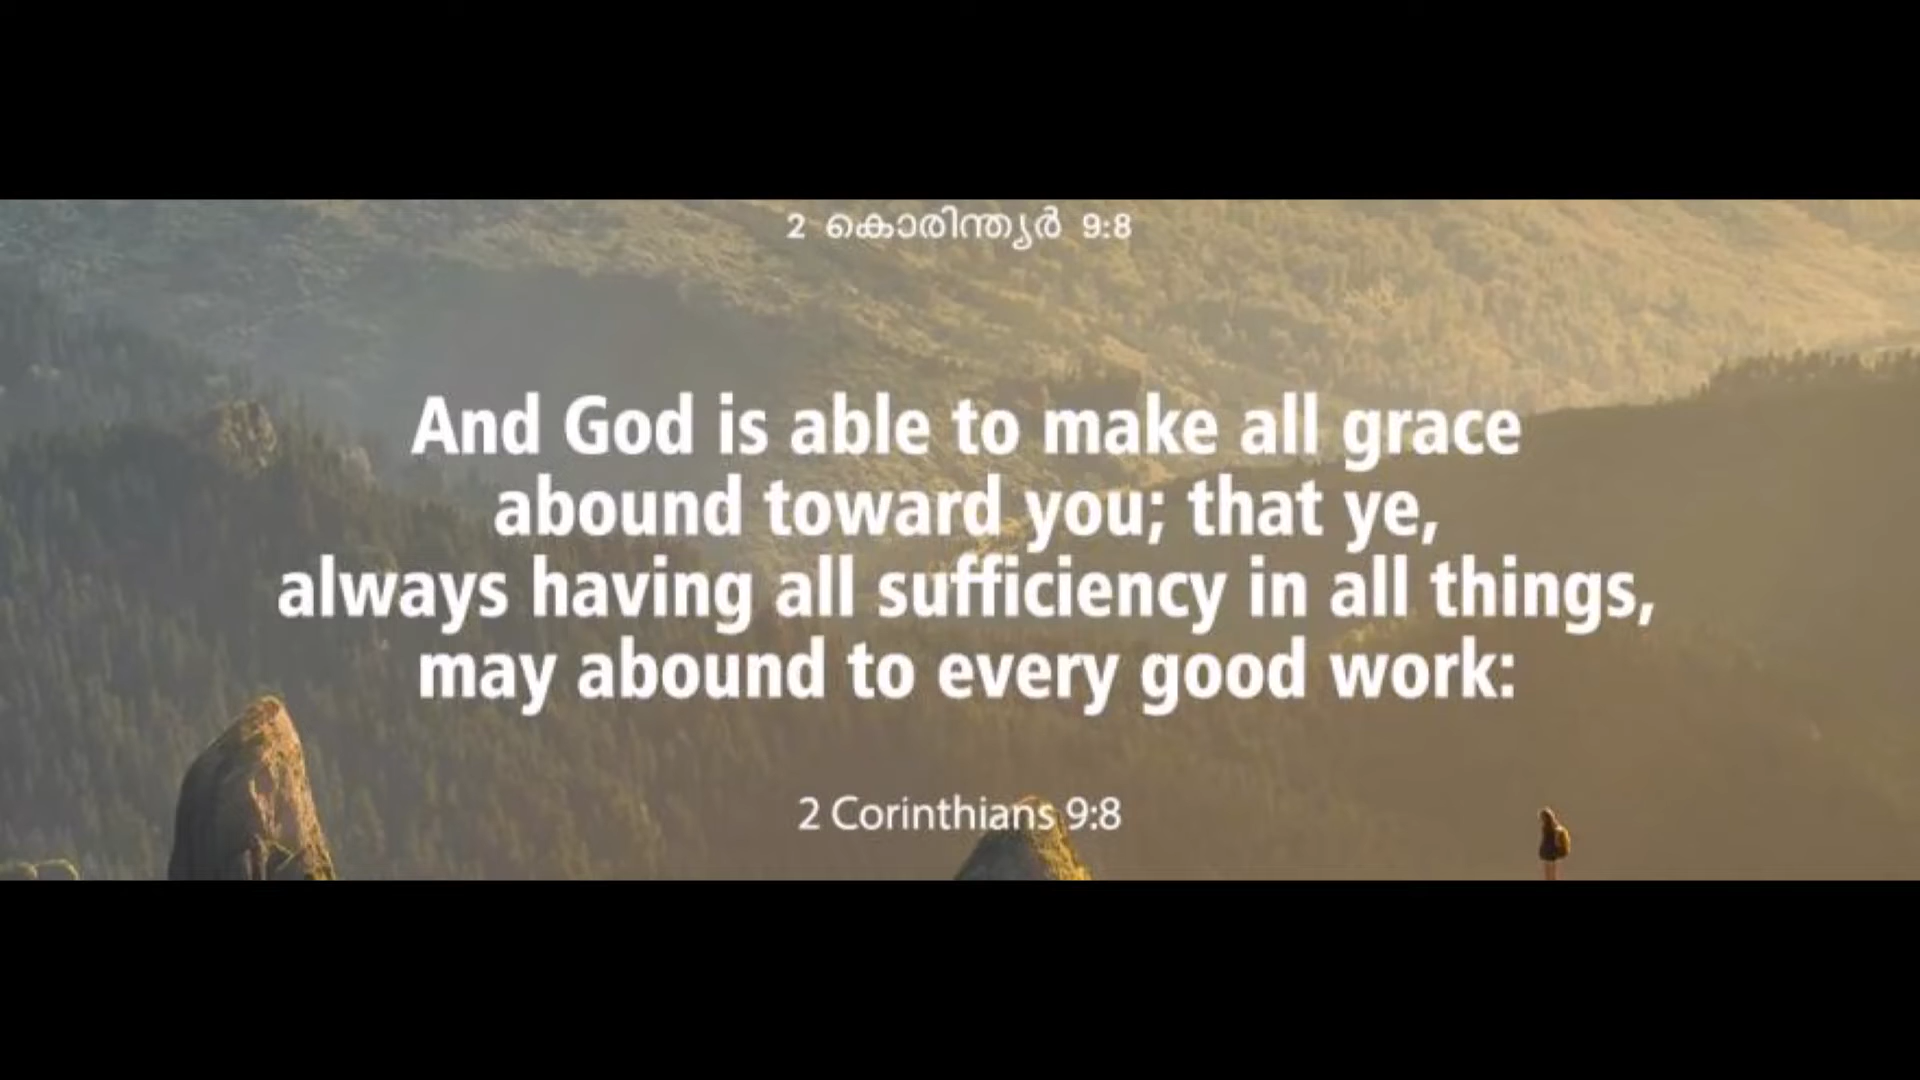 2 കൊരിന്ത്യർ 9:8
And God is able to make all grace
abound toward you; that ye,
always having all sufficiency in all things,
may abound to every good work:
2 Corinthians 9:8